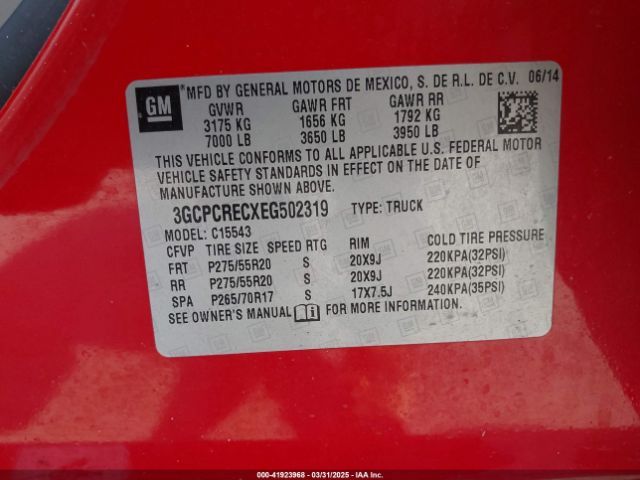 GM
*MFD BY GENERAL MOTORS DE MEXICO, S. DE R.L. DE C.V. 06/14
GVWR GAWR FRT GAWR RR
3175 KG 1656 KG 1792 KG
7000 LB 3650 LB 3950 LB
THIS VEHICLE CONFORMS TO ALL APPLICABLE U.S. FEDERAL MOTOR
VEHICLE SAFETY STANDARDS IN EFFECT ON THE DATE OF
MANUFACTURE SHOWN ABOVE.
3GCPCRECXEG502319 TYPE: TRUCK
MODEL: C15543
CFVP TIRE SIZE SPEED RTG RIM COLD TIRE PRESSURE
FRT P275/55R20 S 20X9J 220KPA(32PSI)
RR P275/55R20 S 20X9J 220KPA(32PSI)
SPA P265/70R17 S 17X7.5J 240KPA(35PSI)
SEE OWNER'S MANUAL FOR MORE INFORMATION.
000-41923968 - 03/31/2025 - IAAI.COM